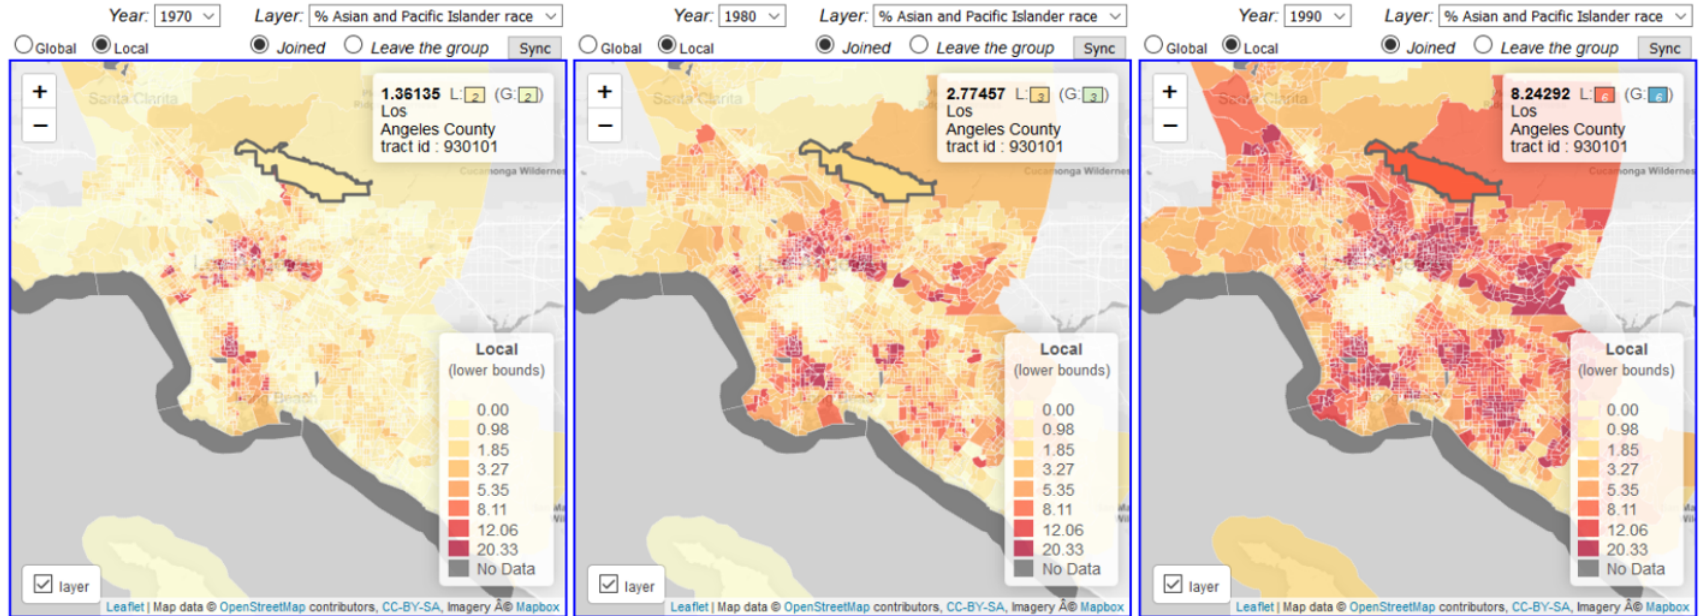 Year: 1970 Layer: % Asian and Pacific Islander race
Global Local Joined Leave the group Sync
+
−
Santa Clarita
1.36135 L: 2 (G: 2)
Los
Angeles County
tract id : 930101
Cucamonga Wilderness
Local
(lower bounds)
0.00
0.98
1.85
3.27
5.35
8.11
12.06
20.33
No Data
layer
Leaflet | Map data © OpenStreetMap contributors, CC-BY-SA, Imagery Â© Mapbox
Year: 1980 Layer: % Asian and Pacific Islander race
Global Local Joined Leave the group Sync
+
−
Santa Clarita
2.77457 L: 3 (G: 3)
Los
Angeles County
tract id : 930101
Cucamonga Wildernes
Local
(lower bounds)
0.00
0.98
1.85
3.27
5.35
8.11
12.06
20.33
No Data
layer
Leaflet | Map data © OpenStreetMap contributors, CC-BY-SA, Imagery Â© Mapbox
Year: 1990 Layer: % Asian and Pacific Islander race
Global Local Joined Leave the group Sync
+
−
Santa Clarita
8.24292 L: 6 (G: 6)
Los
Angeles County
tract id : 930101
Cucamonga Wildernes
Local
(lower bounds)
0.00
0.98
1.85
3.27
5.35
8.11
12.06
20.33
No Data
layer
Leaflet | Map data © OpenStreetMap contributors, CC-BY-SA, Imagery Â© Mapbox